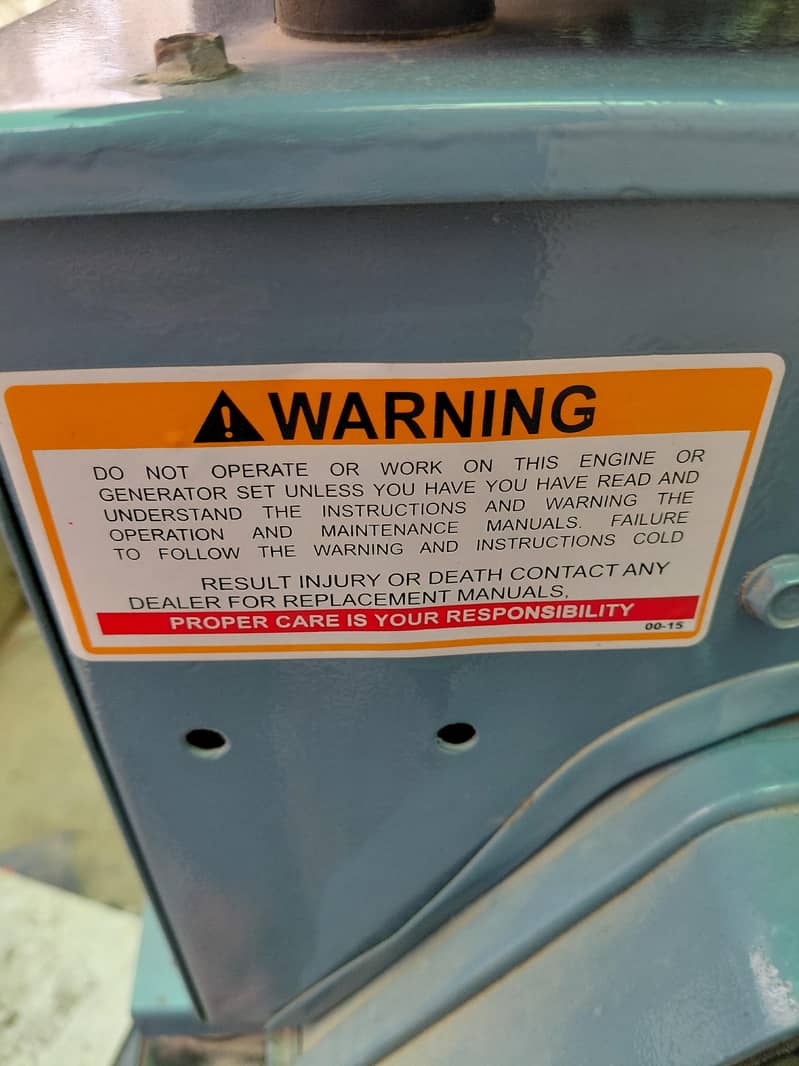 WARNING
DO NOT OPERATE OR WORK ON THIS ENGINE OR
GENERATOR SET UNLESS YOU HAVE YOU HAVE READ AND
UNDERSTAND THE INSTRUCTIONS AND WARNING THE
OPERATION AND MAINTENANCE MANUALS. FAILURE
TO FOLLOW THE WARNING AND INSTRUCTIONS COLD
RESULT INJURY OR DEATH CONTACT ANY
DEALER FOR REPLACEMENT MANUALS,
PROPER CARE IS YOUR RESPONSIBILITY
00-15